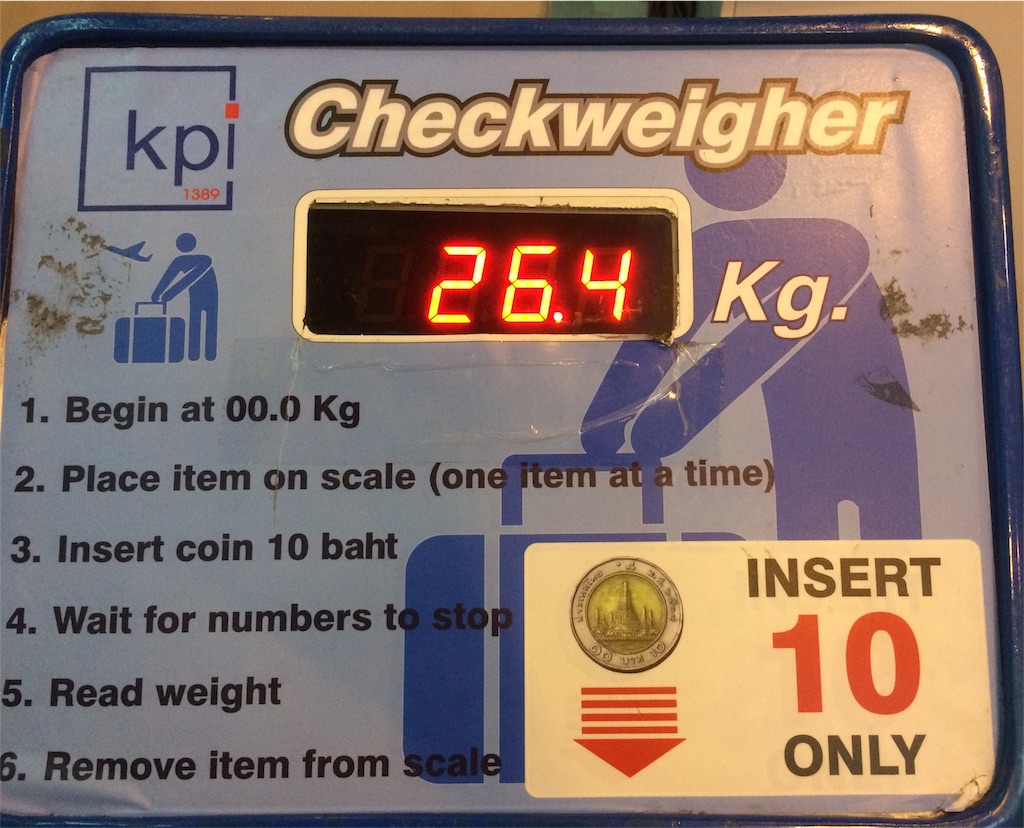 kpi
1389
Checkweigher
26.4
Kg.
1. Begin at 00.0 Kg
2. Place item on scale (one item at a time)
3. Insert coin 10 baht
4. Wait for numbers to stop
5. Read weight
6. Remove item from scale
INSERT
10
ONLY